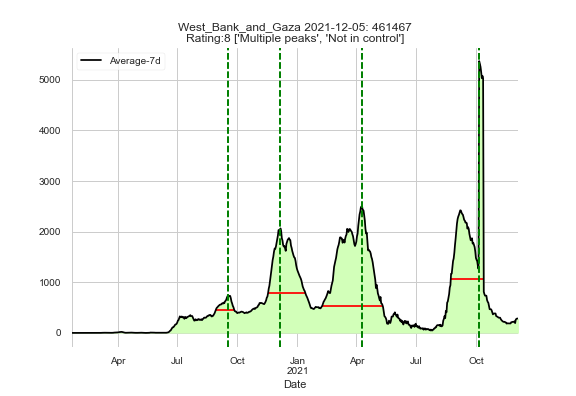 West_Bank_and_Gaza 2021-12-05: 461467
Rating:8 ['Multiple peaks', 'Not in control']
Average-7d
5000
4000
3000
2000
1000
0
Apr Jul Oct Jan Apr Jul Oct
2021
Date